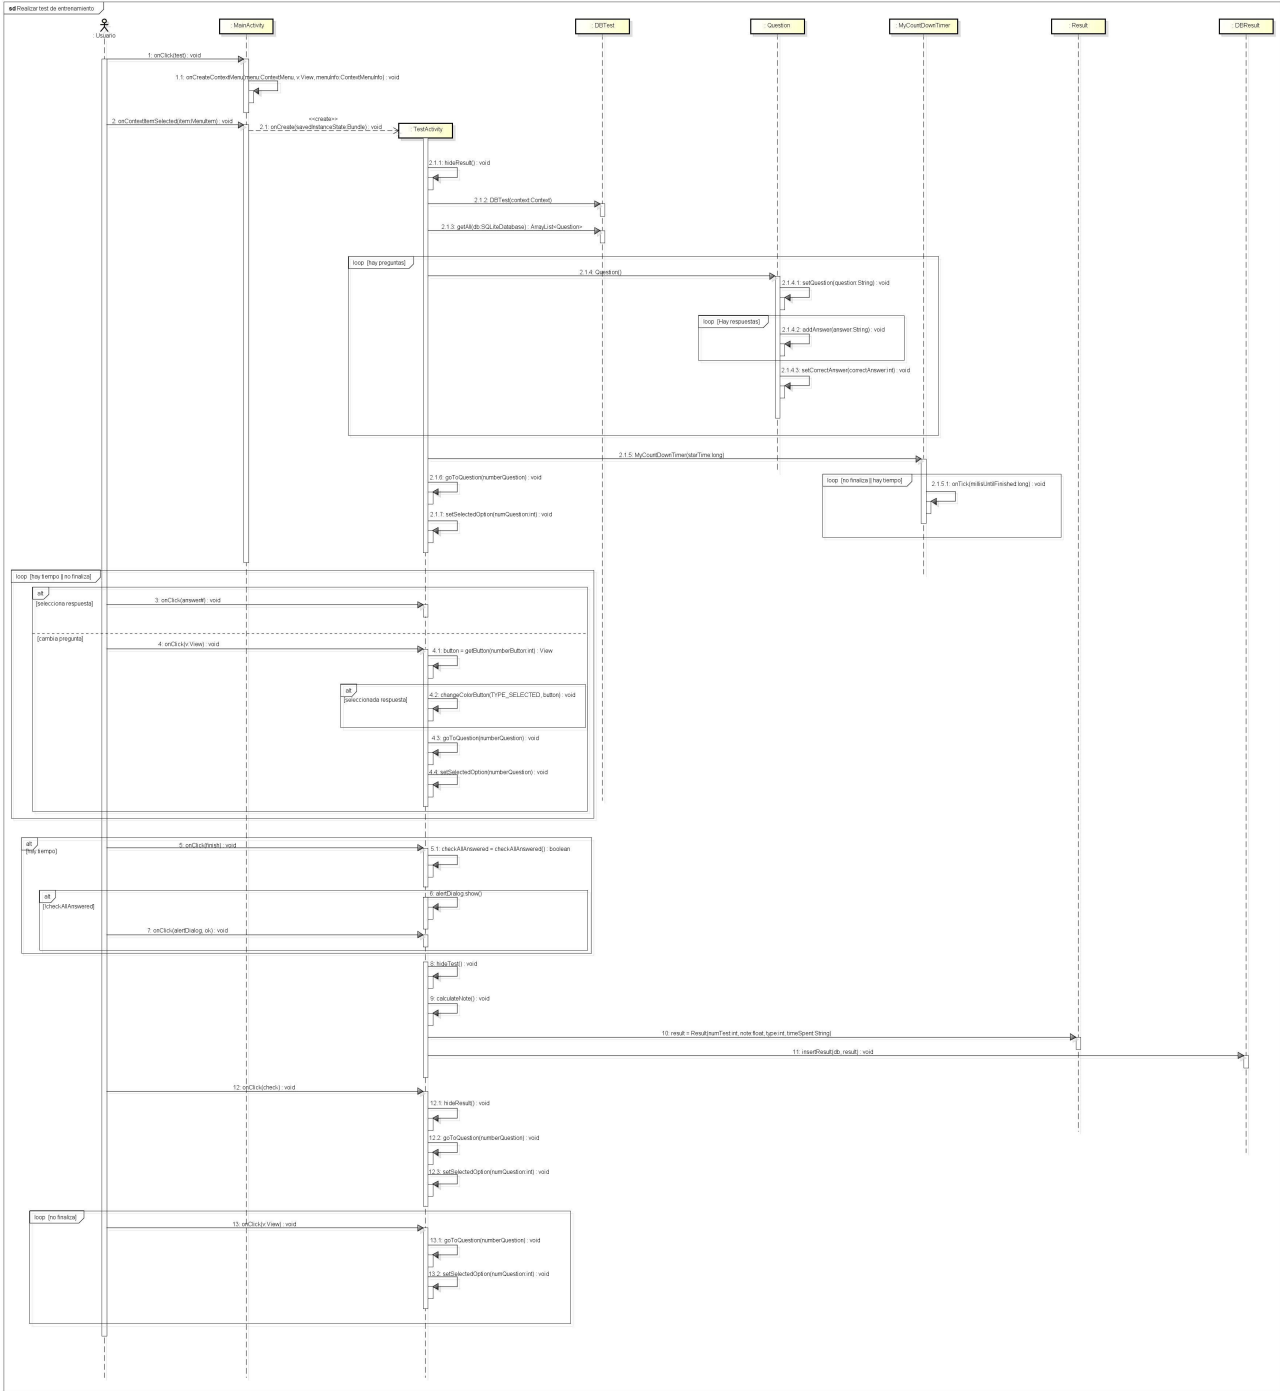 sd Realizar test de entrenamiento
: Usuario
: MainActivity
: DBTest
: Question
: MyCountDownTimer
: Result
: DBResult
1: onClick(test) : void
1.1: onCreateContextMenu(menu:ContextMenu, v:View, menuInfo:ContextMenuInfo) : void
2: onContextItemSelected(item:MenuItem) : void
<<create>>
2.1: onCreate(savedInstanceState:Bundle) : void
: TestActivity
2.1.1: hideResult() : void
2.1.2: DBTest(context:Context)
2.1.3: getAll(db:SQLiteDatabase) : ArrayList<Question>
loop [hay preguntas]
2.1.4: Question()
2.1.4.1: setQuestion(question:String) : void
loop [Hay respuestas]
2.1.4.2: addAnswer(answer:String) : void
2.1.4.3: setCorrectAnswer(correctAnswer:int) : void
2.1.5: MyCountDownTimer(starTime:long)
2.1.6: goToQuestion(numberQuestion) : void
loop [no finaliza || hay tiempo]
2.1.5.1: onTick(millisUntilFinished:long) : void
2.1.7: setSelectedOption(numQuestion:int) : void
loop [hay tiempo || no finaliza]
alt
[selecciona respuesta]
3: onClick(answer#) : void
[cambia pregunta]
4: onClick(v:View) : void
4.1: button = getButton(numberButton:int) : View
alt
[seleccionada respuesta]
4.2: changeColorButton(TYPE_SELECTED, button) : void
4.3: goToQuestion(numberQuestion) : void
4.4: setSelectedOption(numberQuestion) : void
alt
[hay tiempo]
5: onClick(finish) : void
5.1: checkAllAnswered = checkAllAnswered() : boolean
alt
[!checkAllAnswered]
6: alertDialog.show()
7: onClick(alertDialog, ok) : void
8: hideTest() : void
9: calculateNote() : void
10: result = Result(numTest:int, note:float, type:int, timeSpent:String)
11: insertResult(db, result) : void
12: onClick(check) : void
12.1: hideResult() : void
12.2: goToQuestion(numberQuestion) : void
12.3: setSelectedOption(numQuestion:int) : void
loop [no finaliza]
13: onClick(v:View) : void
13.1: goToQuestion(numberQuestion) : void
13.2: setSelectedOption(numQuestion:int) : void